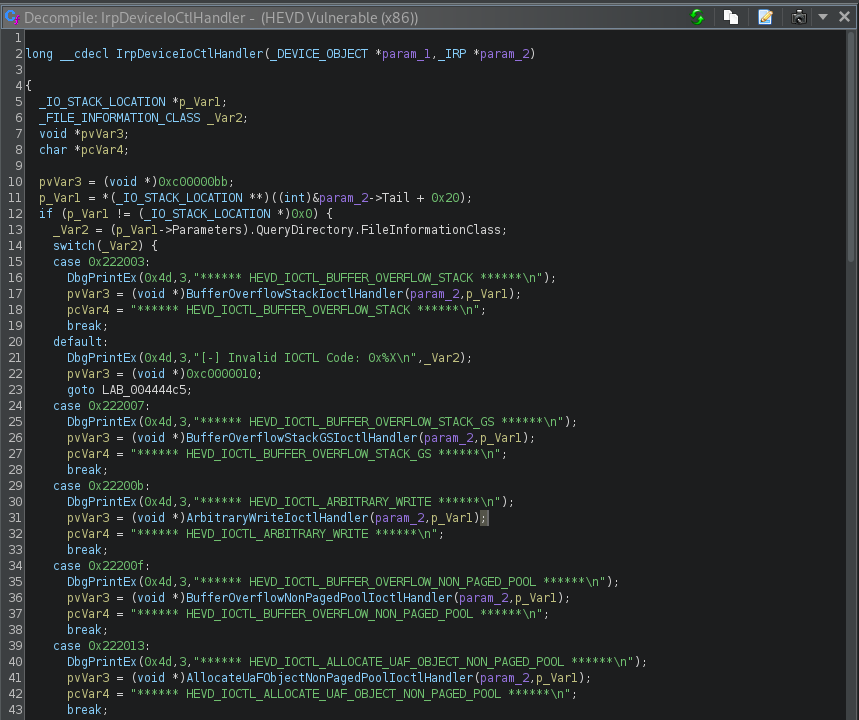 Decompile: IrpDeviceIoCtlHandler - (HEVD Vulnerable (x86))
1
2 long __cdecl IrpDeviceIoCtlHandler(_DEVICE_OBJECT *param_1,_IRP *param_2)
3
4 {
5 _IO_STACK_LOCATION *p_Var1;
6 _FILE_INFORMATION_CLASS _Var2;
7 void *pvVar3;
8 char *pcVar4;
9
10 pvVar3 = (void *)0xc00000bb;
11 p_Var1 = *(_IO_STACK_LOCATION **)((int)&param_2->Tail + 0x20);
12 if (p_Var1 != (_IO_STACK_LOCATION *)0x0) {
13 _Var2 = (p_Var1->Parameters).QueryDirectory.FileInformationClass;
14 switch(_Var2) {
15 case 0x222003:
16 DbgPrintEx(0x4d,3,"****** HEVD_IOCTL_BUFFER_OVERFLOW_STACK ******\n");
17 pvVar3 = (void *)BufferOverflowStackIoctlHandler(param_2,p_Var1);
18 pcVar4 = "****** HEVD_IOCTL_BUFFER_OVERFLOW_STACK ******\n";
19 break;
20 default:
21 DbgPrintEx(0x4d,3,"[-] Invalid IOCTL Code: 0x%X\n",_Var2);
22 pvVar3 = (void *)0xc0000010;
23 goto LAB_004444c5;
24 case 0x222007:
25 DbgPrintEx(0x4d,3,"****** HEVD_IOCTL_BUFFER_OVERFLOW_STACK_GS ******\n");
26 pvVar3 = (void *)BufferOverflowStackGSIoctlHandler(param_2,p_Var1);
27 pcVar4 = "****** HEVD_IOCTL_BUFFER_OVERFLOW_STACK_GS ******\n";
28 break;
29 case 0x22200b:
30 DbgPrintEx(0x4d,3,"****** HEVD_IOCTL_ARBITRARY_WRITE ******\n");
31 pvVar3 = (void *)ArbitraryWriteIoctlHandler(param_2,p_Var1);
32 pcVar4 = "****** HEVD_IOCTL_ARBITRARY_WRITE ******\n";
33 break;
34 case 0x22200f:
35 DbgPrintEx(0x4d,3,"****** HEVD_IOCTL_BUFFER_OVERFLOW_NON_PAGED_POOL ******\n");
36 pvVar3 = (void *)BufferOverflowNonPagedPoolIoctlHandler(param_2,p_Var1);
37 pcVar4 = "****** HEVD_IOCTL_BUFFER_OVERFLOW_NON_PAGED_POOL ******\n";
38 break;
39 case 0x222013:
40 DbgPrintEx(0x4d,3,"****** HEVD_IOCTL_ALLOCATE_UAF_OBJECT_NON_PAGED_POOL ******\n");
41 pvVar3 = (void *)AllocateUaFObjectNonPagedPoolIoctlHandler(param_2,p_Var1);
42 pcVar4 = "****** HEVD_IOCTL_ALLOCATE_UAF_OBJECT_NON_PAGED_POOL ******\n";
43 break;